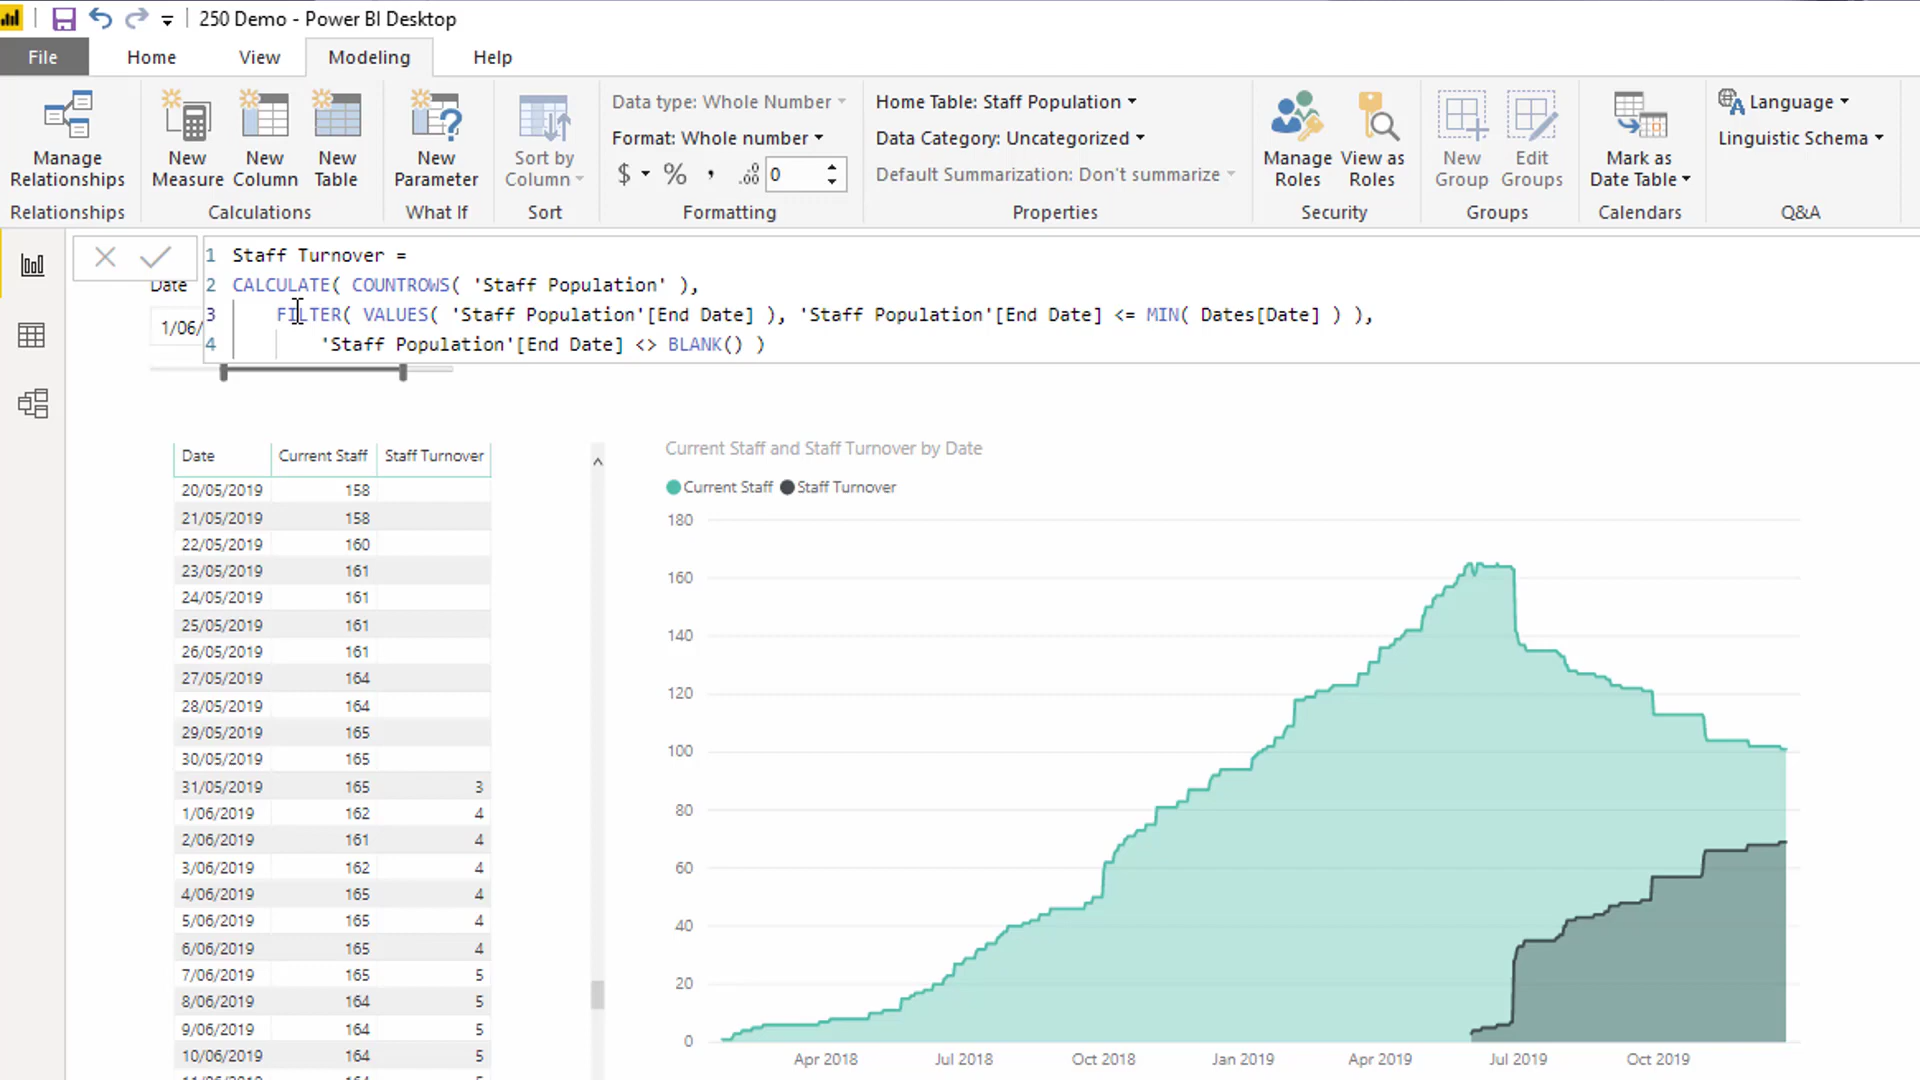 250 Demo - Power BI Desktop
File Home View Modeling Help
Manage Relationships
New Measure
New Column
New Table
New Parameter
Sort by Column
Data type: Whole Number
Format: Whole number
$ % , .00 0
Home Table: Staff Population
Data Category: Uncategorized
Default Summarization: Don't summarize
Manage Roles
View as Roles
New Group
Edit Groups
Mark as Date Table
Language
Linguistic Schema
Relationships Calculations What If Sort Formatting Properties Security Groups Calendars Q&A
1 Staff Turnover =
2 CALCULATE( COUNTROWS( 'Staff Population' ),
3 FILTER( VALUES( 'Staff Population'[End Date] ), 'Staff Population'[End Date] <= MIN( Dates[Date] ) ),
4 'Staff Population'[End Date] <> BLANK() )
Date
1/06/
Date Current Staff Staff Turnover
20/05/2019 158
21/05/2019 158
22/05/2019 160
23/05/2019 161
24/05/2019 161
25/05/2019 161
26/05/2019 161
27/05/2019 164
28/05/2019 164
29/05/2019 165
30/05/2019 165
31/05/2019 165 3
1/06/2019 162 4
2/06/2019 161 4
3/06/2019 162 4
4/06/2019 165 4
5/06/2019 165 4
6/06/2019 165 4
7/06/2019 165 5
8/06/2019 164 5
9/06/2019 164 5
10/06/2019 164 5
Current Staff and Staff Turnover by Date
Current Staff Staff Turnover
180
160
140
120
100
80
60
40
20
0
Apr 2018 Jul 2018 Oct 2018 Jan 2019 Apr 2019 Jul 2019 Oct 2019